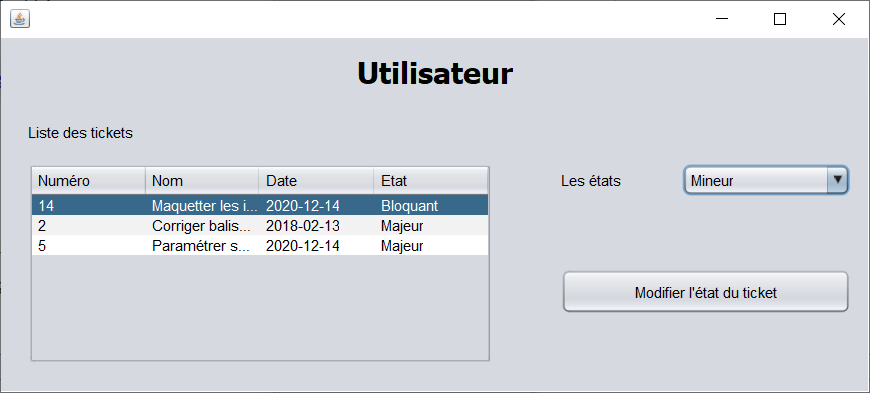 Utilisateur
Liste des tickets
Numéro Nom Date Etat
Les états Mineur
14 Maquetter les i... 2020-12-14 Bloquant
2 Corriger balis... 2018-02-13 Majeur
5 Paramétrer s... 2020-12-14 Majeur
Modifier l'état du ticket